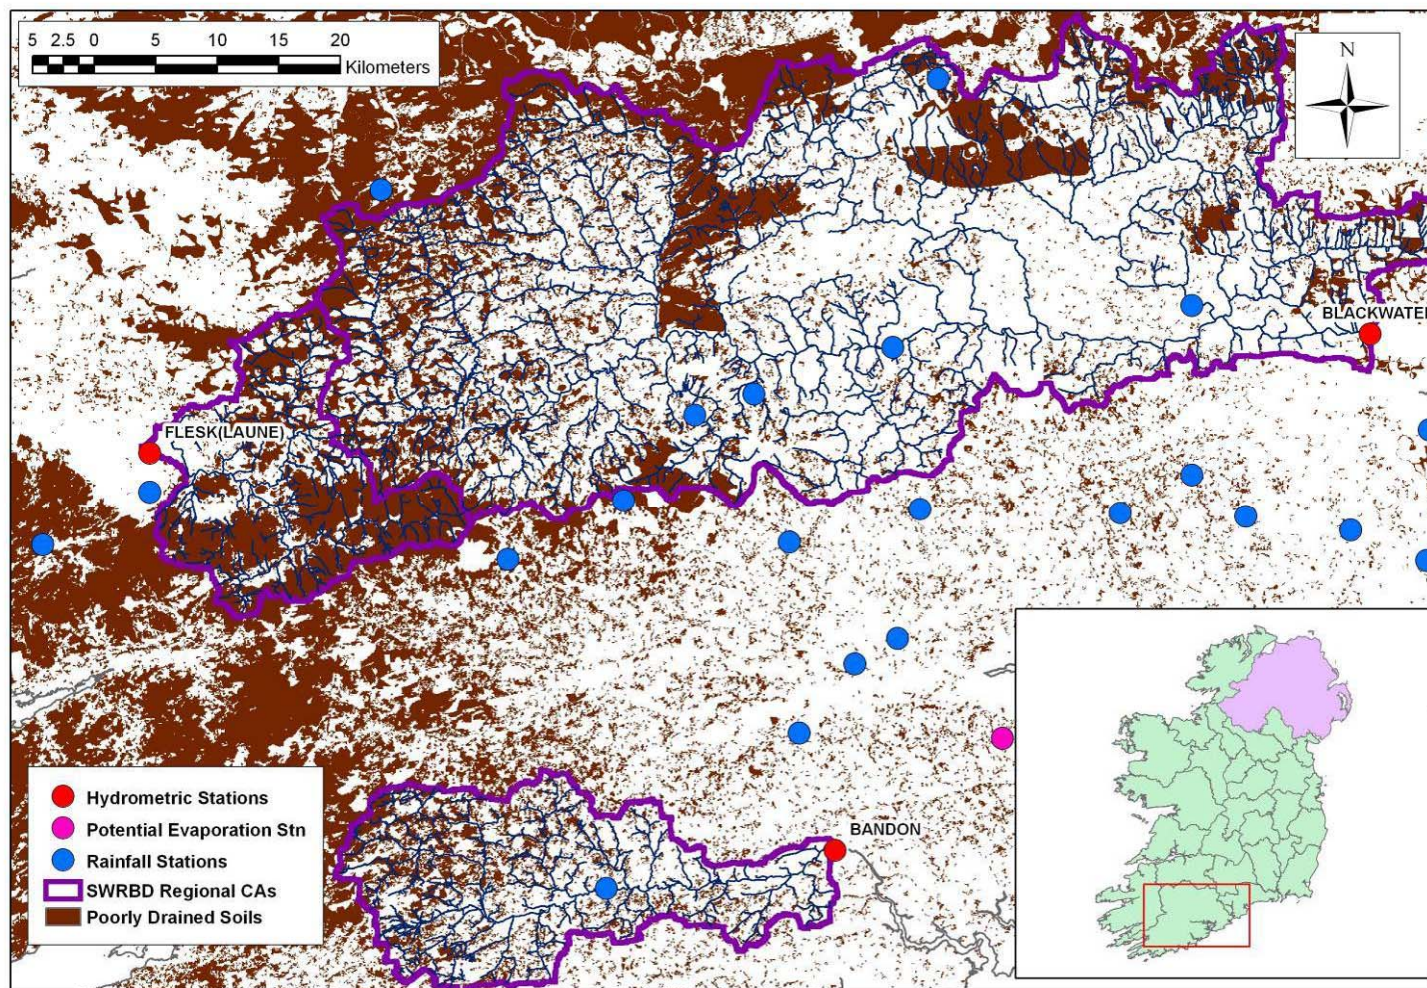 5 2.5 0 5 10 15 20
Kilometers
N
BLACKWATER
FLESK(LAUNE)
BANDON
Hydrometric Stations
Potential Evaporation Stn
Rainfall Stations
SWRBD Regional CAs
Poorly Drained Soils